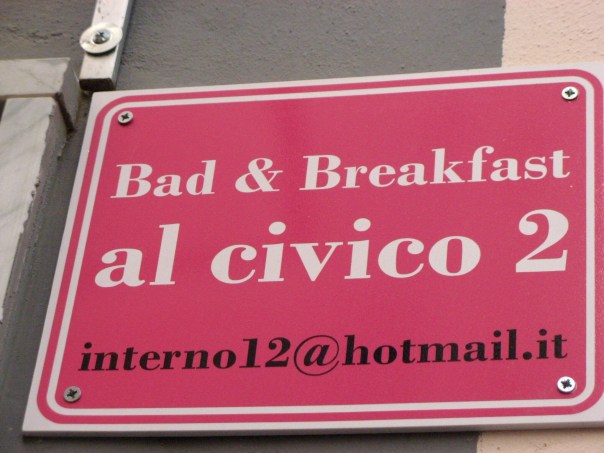 Bad & Breakfast
al civico 2
interno12@hotmail.it